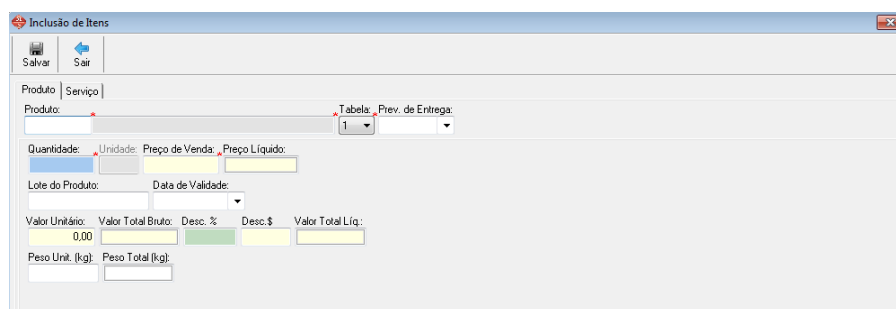 Inclusão de Itens
Salvar Sair
Produto Serviço
Produto: * * Tabela: * Prev. de Entrega:
1
Quantidade: * Unidade: Preço de Venda: * Preço Líquido:
Lote do Produto: Data de Validade:
Valor Unitário: Valor Total Bruto: Desc. % Desc.$ Valor Total Líq.:
0,00
Peso Unit. (kg): Peso Total (kg):